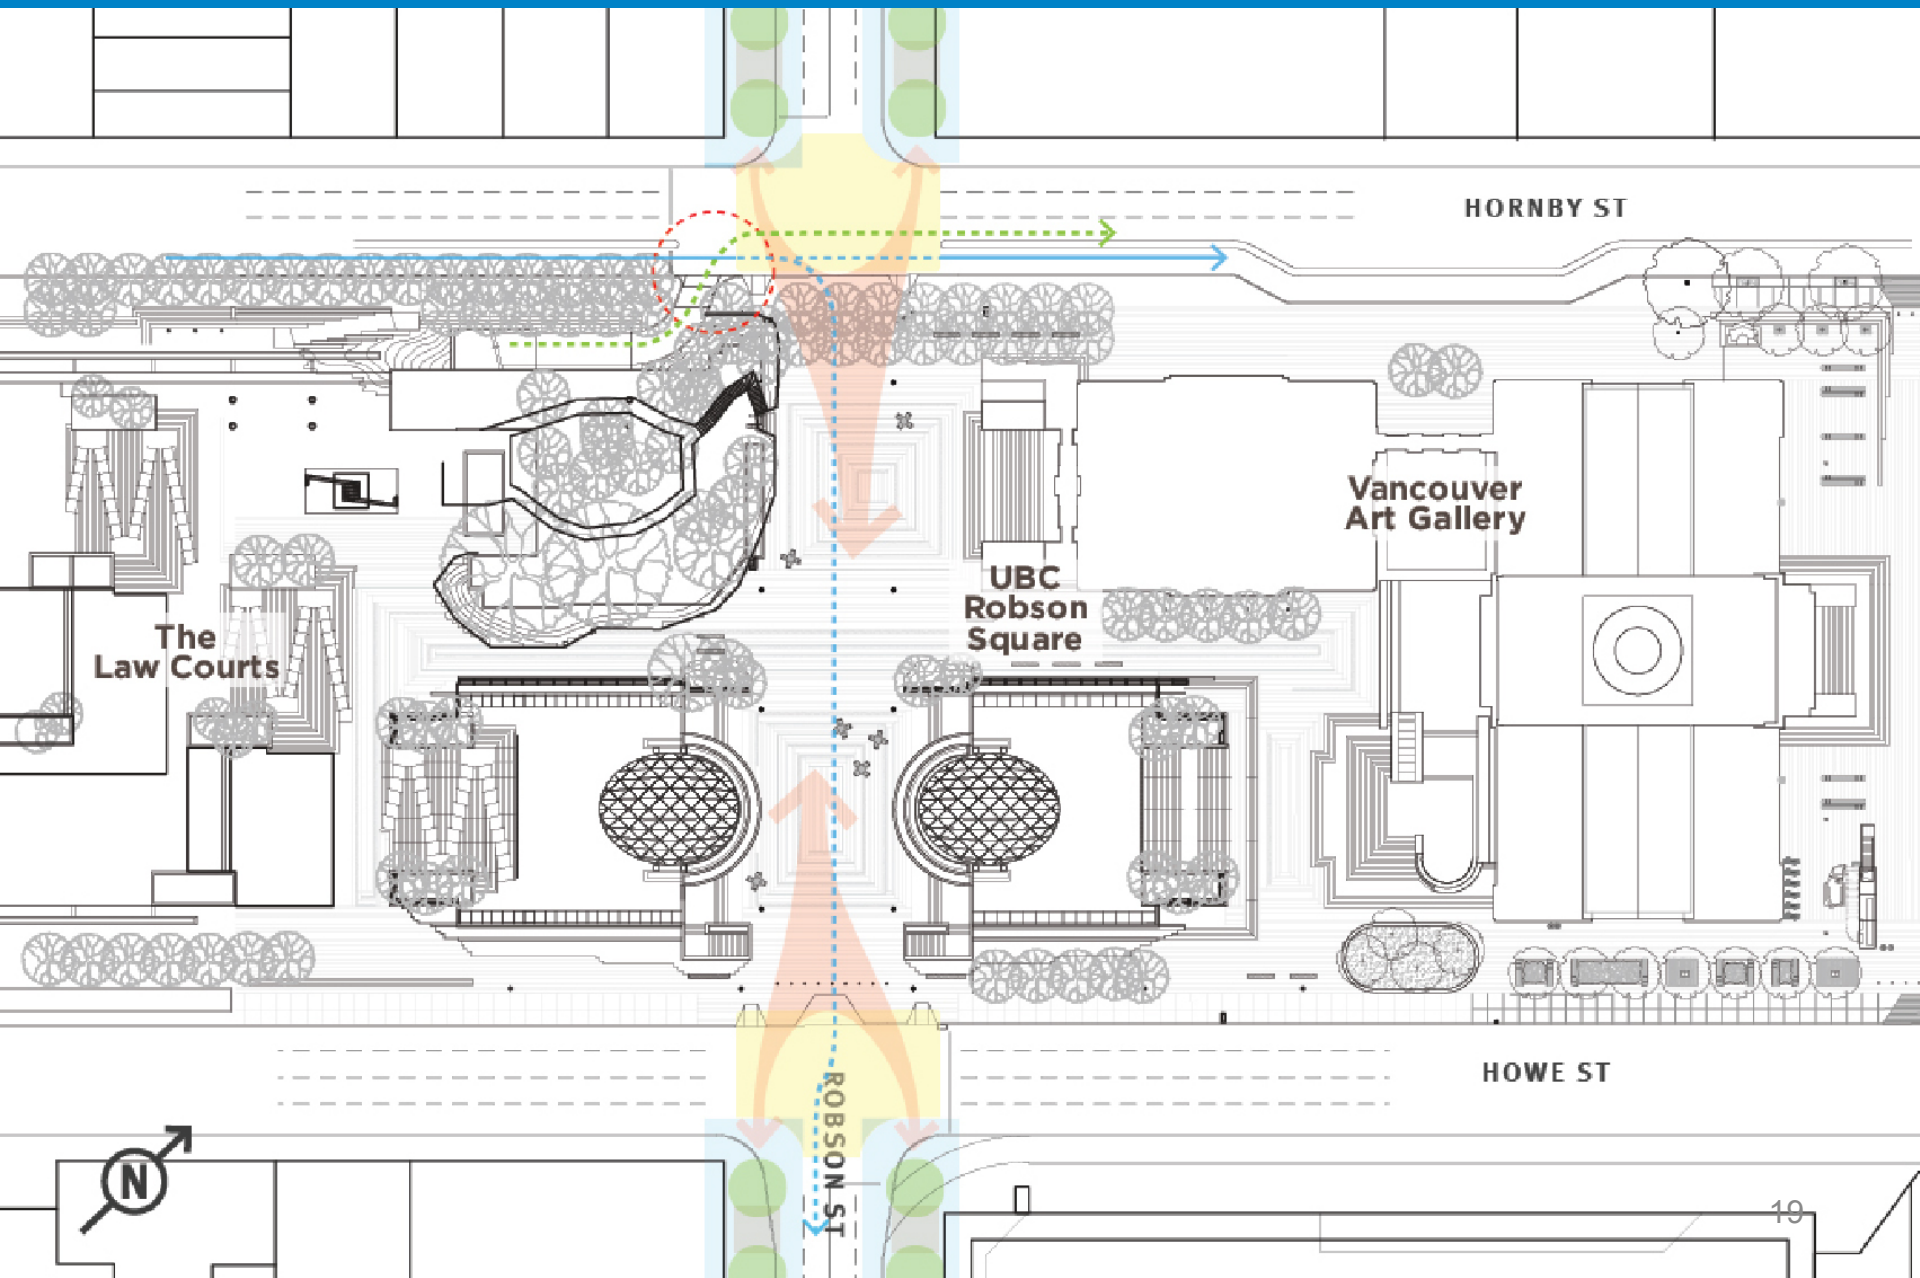 HORNBY ST
Vancouver
Art Gallery
UBC
Robson
Square
The
Law Courts
HOWE ST
ROBSON ST
N
19